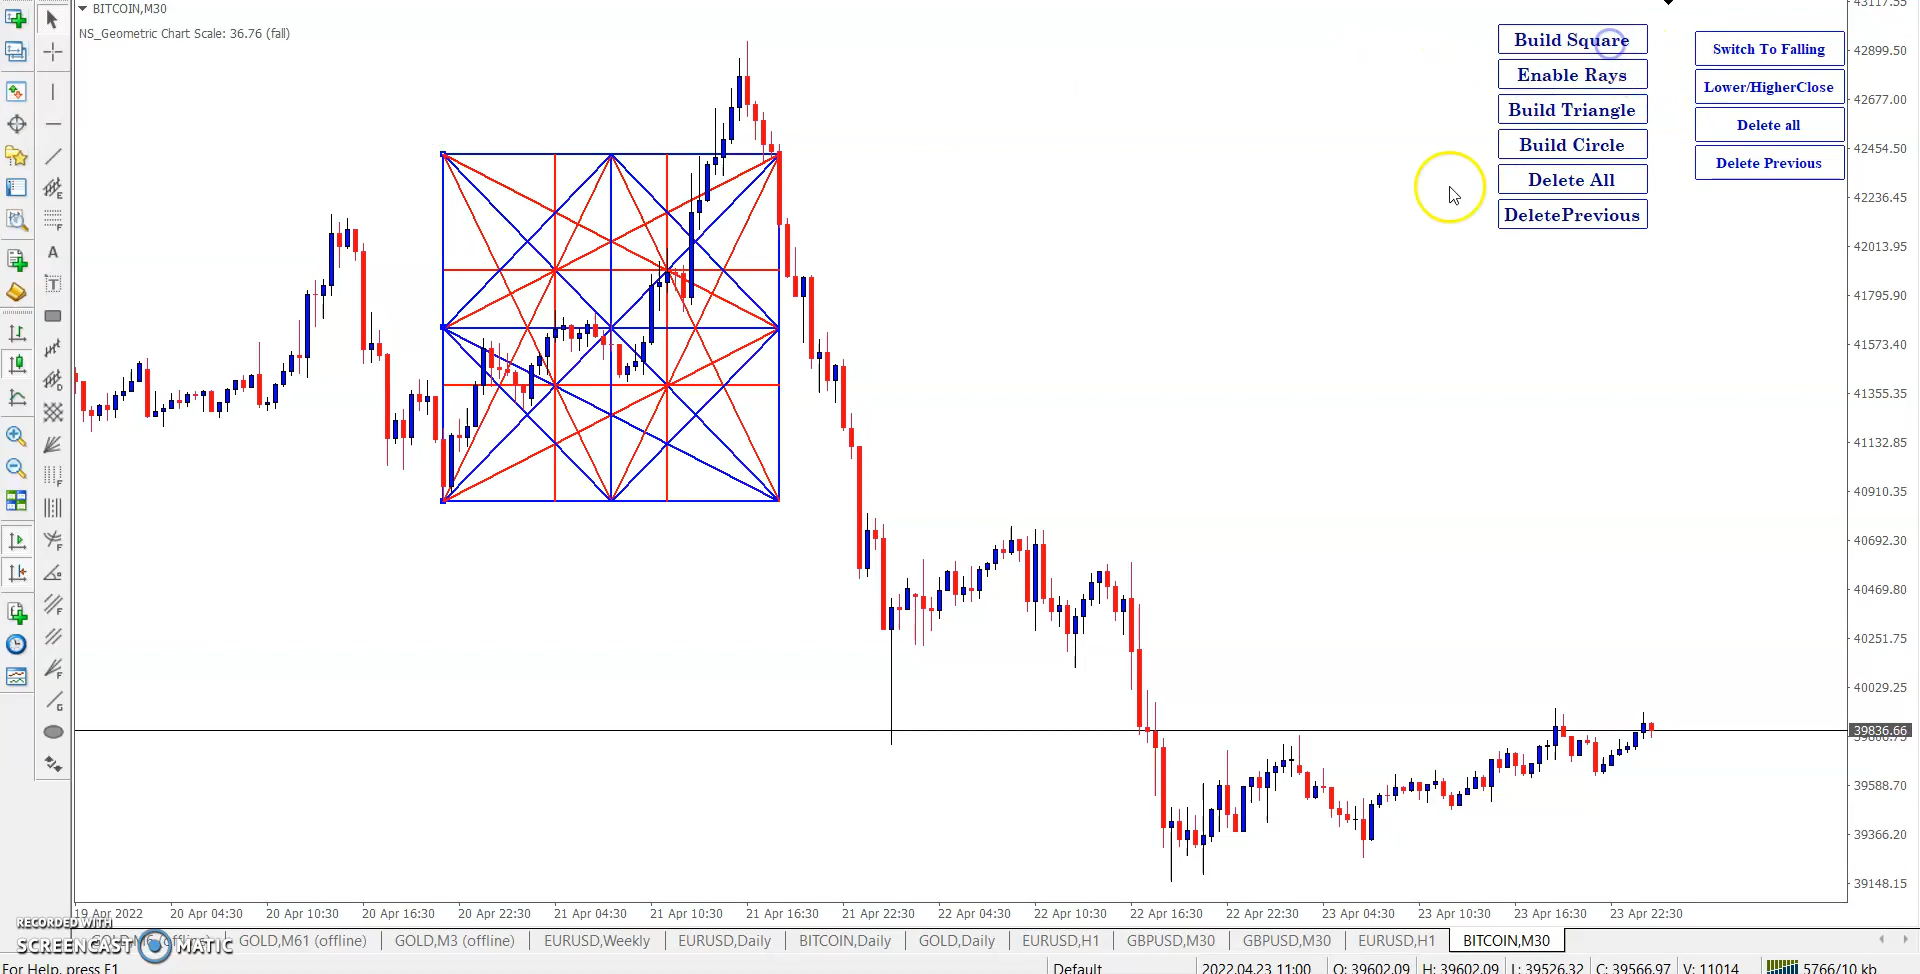 BITCOIN,M30
NS_Geometric Chart Scale: 36.76 (fall)
Build Square
Enable Rays
Build Triangle
Build Circle
Delete All
DeletePrevious
Switch To Falling
Lower/HigherClose
Delete all
Delete Previous
42899.50
42677.00
42454.50
42236.45
42013.95
41795.90
41573.40
41355.35
41132.85
40910.35
40692.30
40469.80
40251.75
40029.25
39836.66
39588.70
39366.20
39148.15
19 Apr 2022 20 Apr 04:30 20 Apr 10:30 20 Apr 16:30 20 Apr 22:30 21 Apr 04:30 21 Apr 10:30 21 Apr 16:30 21 Apr 22:30 22 Apr 04:30 22 Apr 10:30 22 Apr 16:30 22 Apr 22:30 23 Apr 04:30 23 Apr 10:30 23 Apr 16:30 23 Apr 22:30
RECORDED WITH
SCREENCAST MATIC
GOLD,M61 (offline) GOLD,M3 (offline) EURUSD,Weekly EURUSD,Daily BITCOIN,Daily GOLD,Daily EURUSD,H1 GBPUSD,M30 GBPUSD,M30 EURUSD,H1 BITCOIN,M30
For Help, press F1 Default 2022.04.23 11:00 O: 39602.09 H: 39602.09 L: 39526.32 C: 39566.97 V: 11014 5766/10 kb